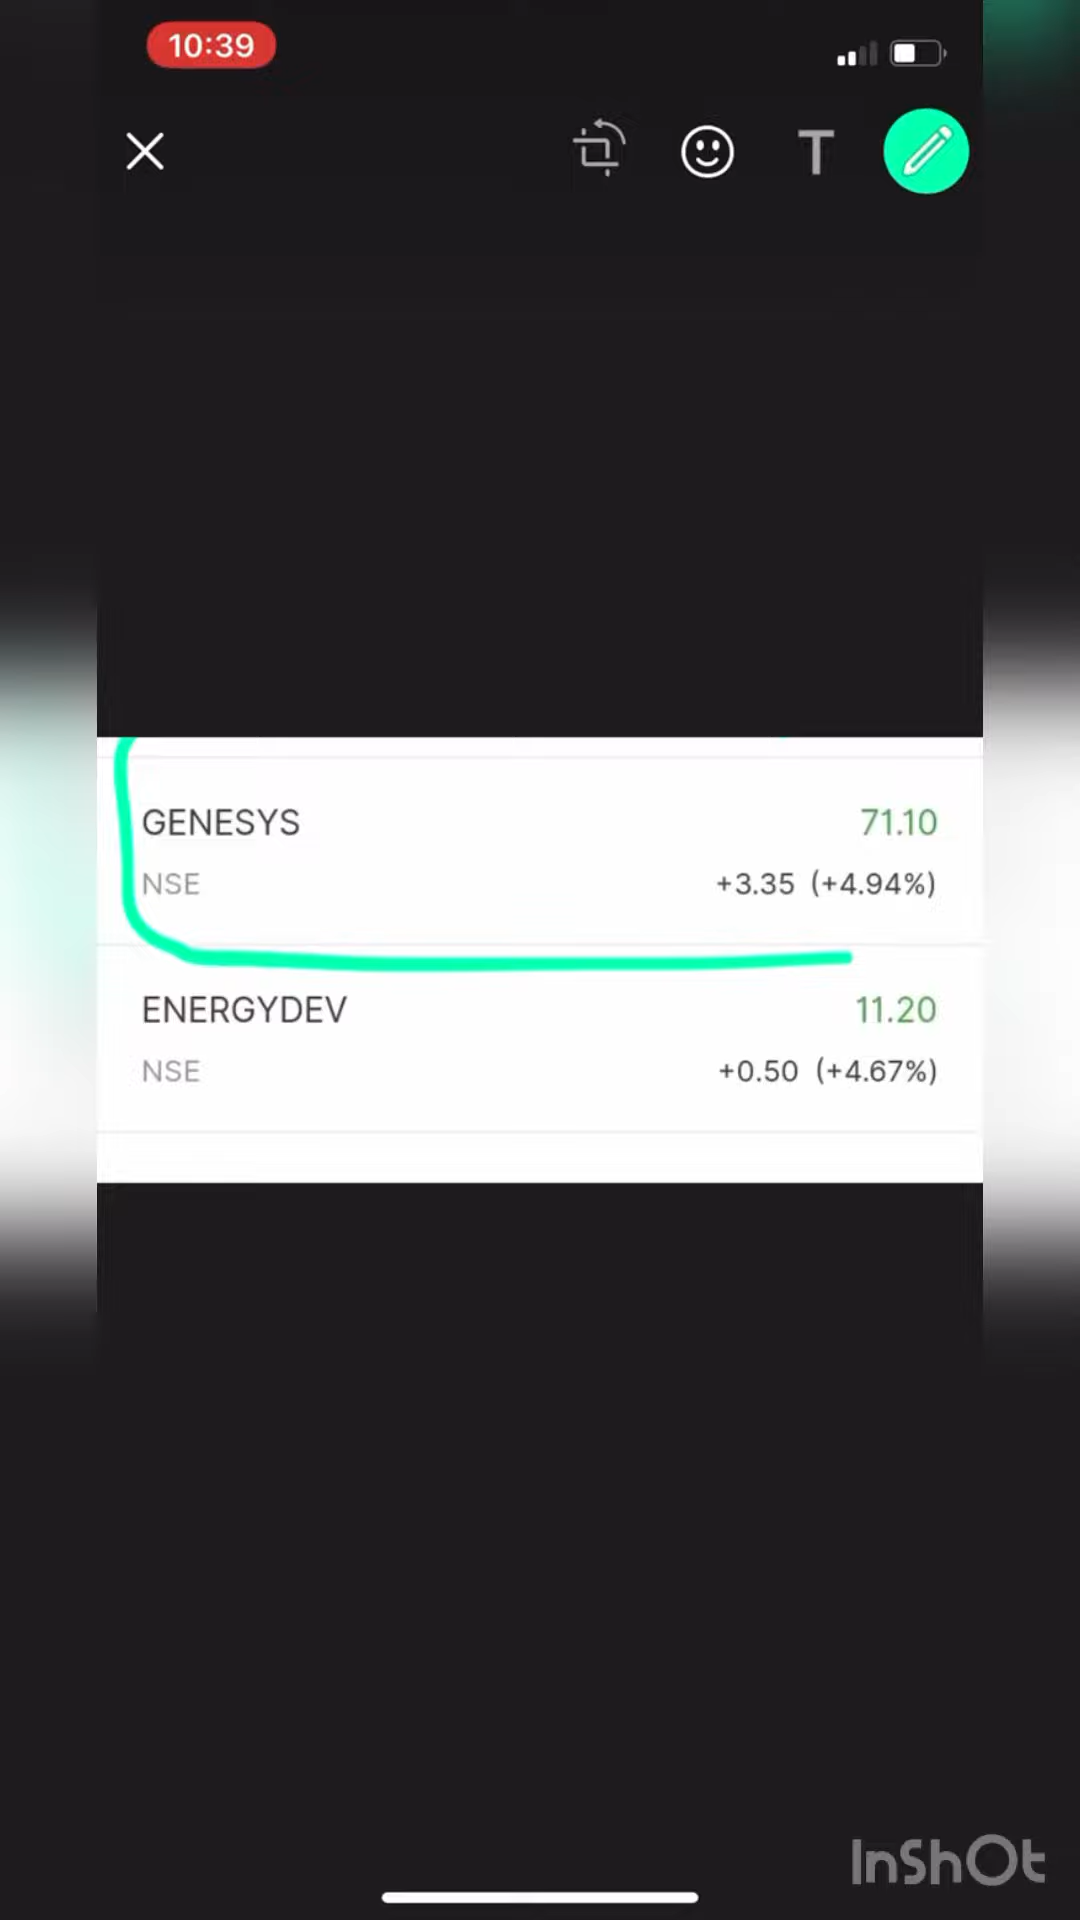 10:39
T
GENESYS 71.10
NSE +3.35 (+4.94%)
ENERGYDEV 11.20
NSE +0.50 (+4.67%)
InShOt